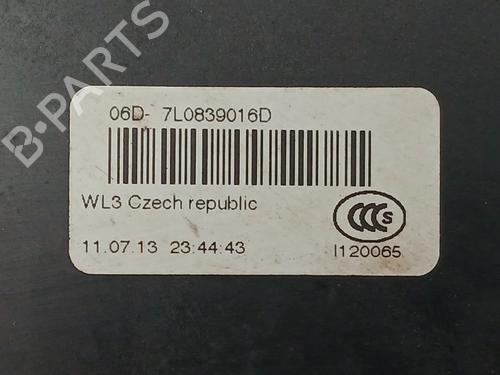 B-PARTS
06D- 7L0839016D
WL3 Czech republic
CCC S
11.07.13 23:44:43
I120065